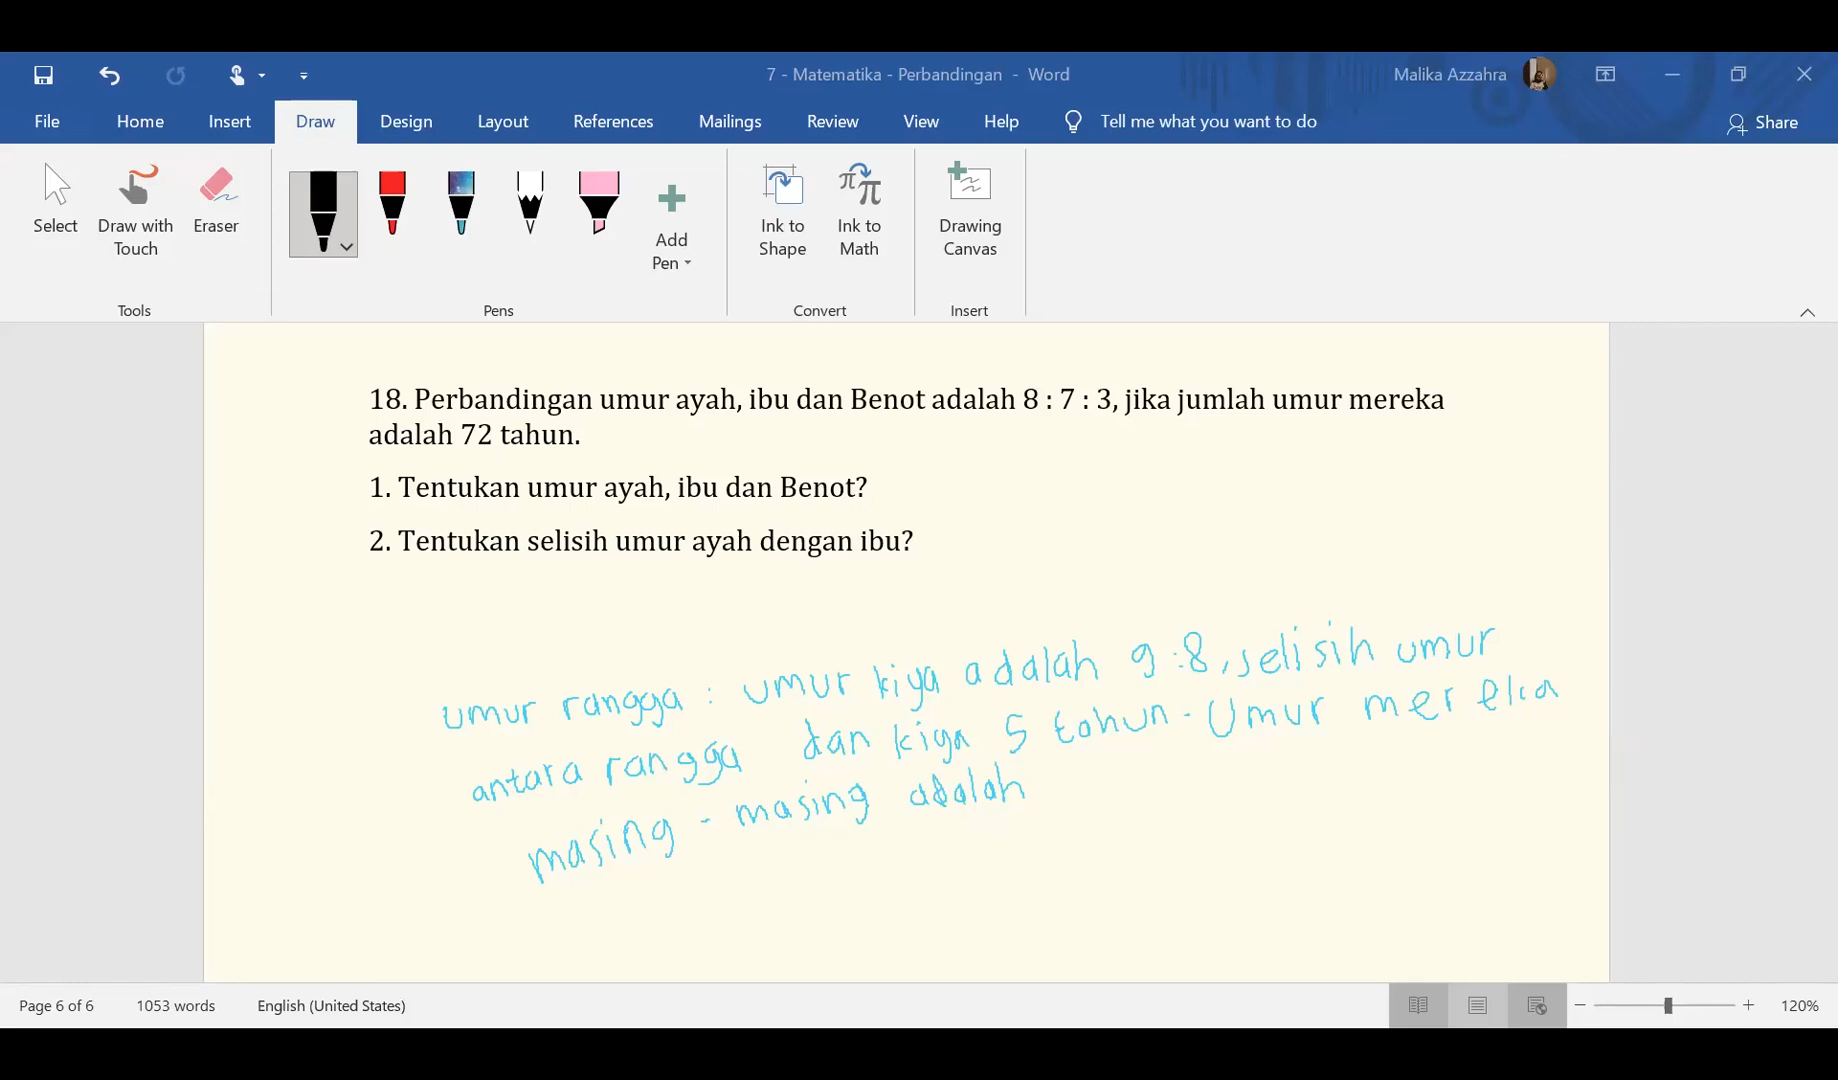 7 - Matematika - Perbandingan - Word
Malika Azzahra
File Home Insert Draw Design Layout References Mailings Review View Help Tell me what you want to do Share
Select
Draw with Touch
Eraser
Add Pen
Ink to Shape
Ink to Math
Drawing Canvas
Tools Pens Convert Insert
18. Perbandingan umur ayah, ibu dan Benot adalah 8 : 7 : 3, jika jumlah umur mereka
adalah 72 tahun.
1. Tentukan umur ayah, ibu dan Benot?
2. Tentukan selisih umur ayah dengan ibu?
umur rangga : umur kiya adalah 9 : 8, selisih umur
antara rangga dan kiya 5 tahun. Umur mereka
masing - masing adalah
Page 6 of 6 1053 words English (United States) 120%